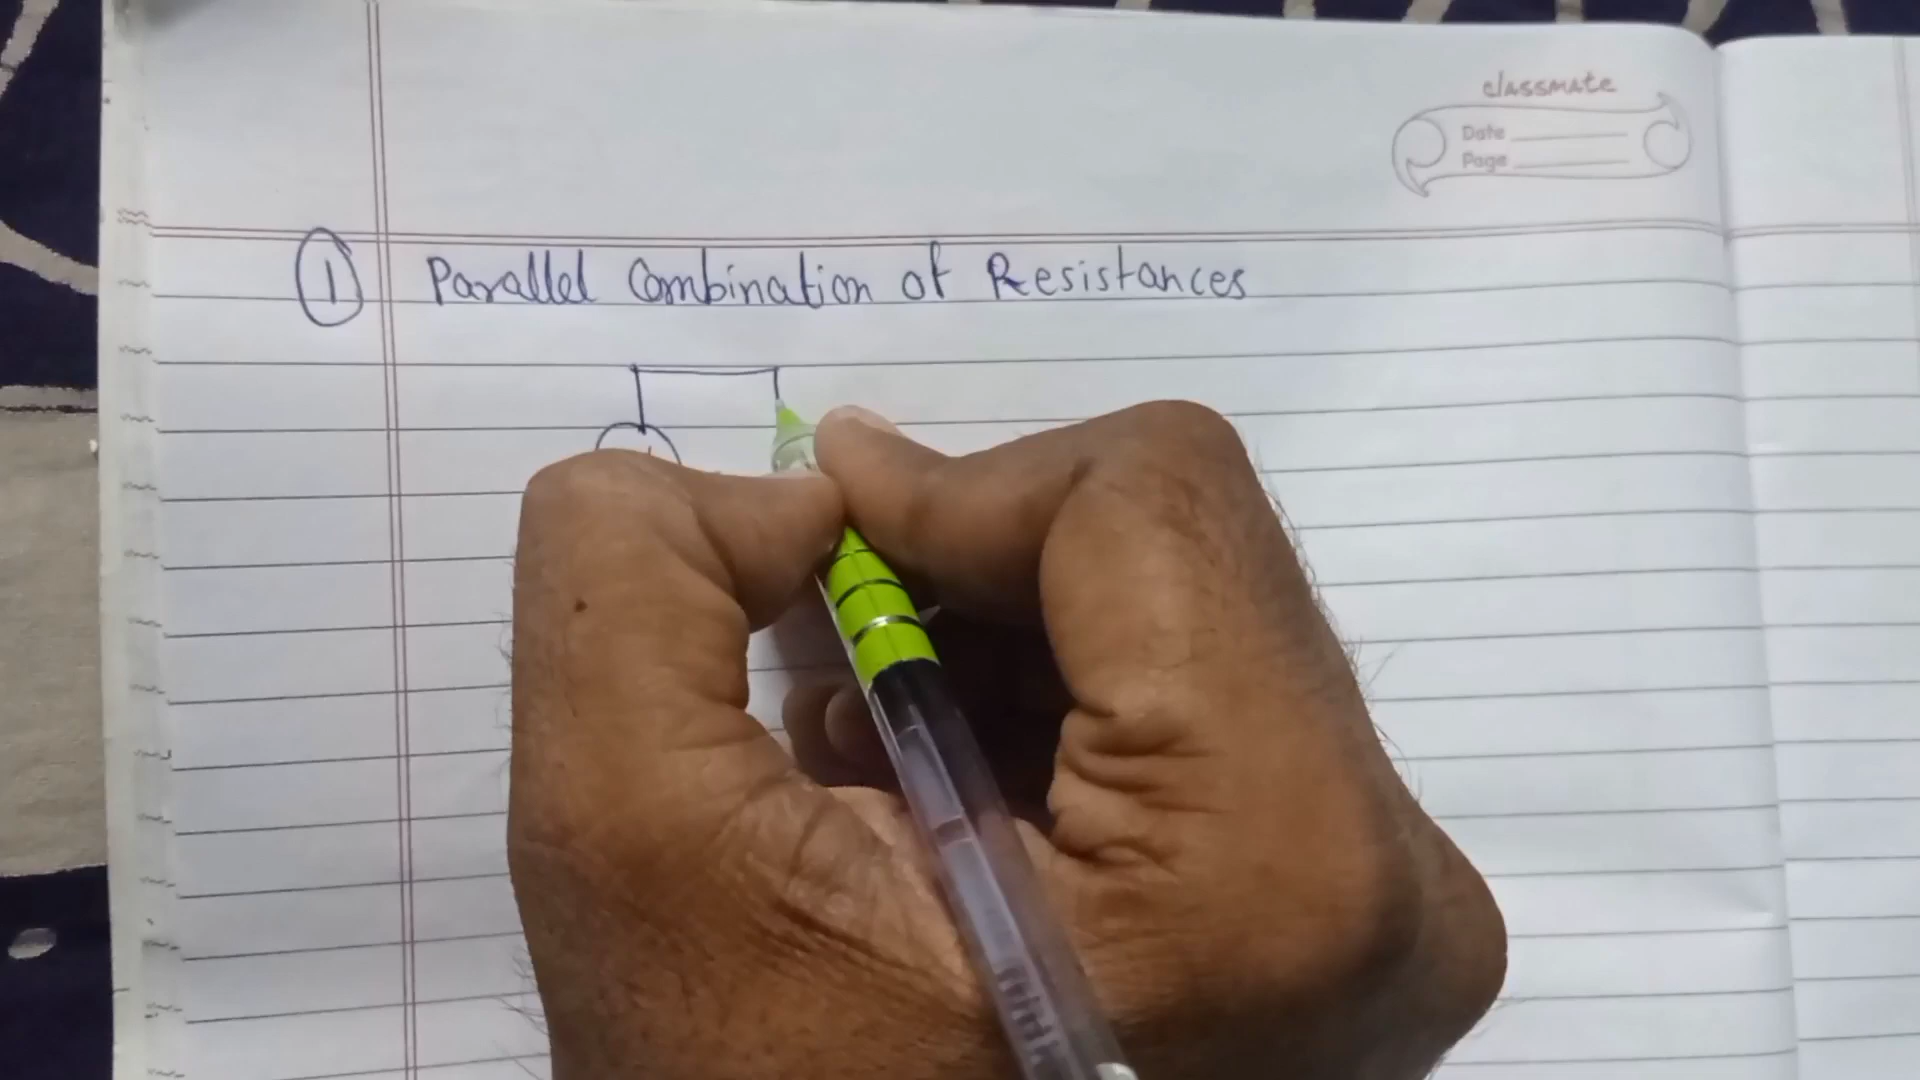 classmate
Date
Page
1 Parallel Combination of Resistances